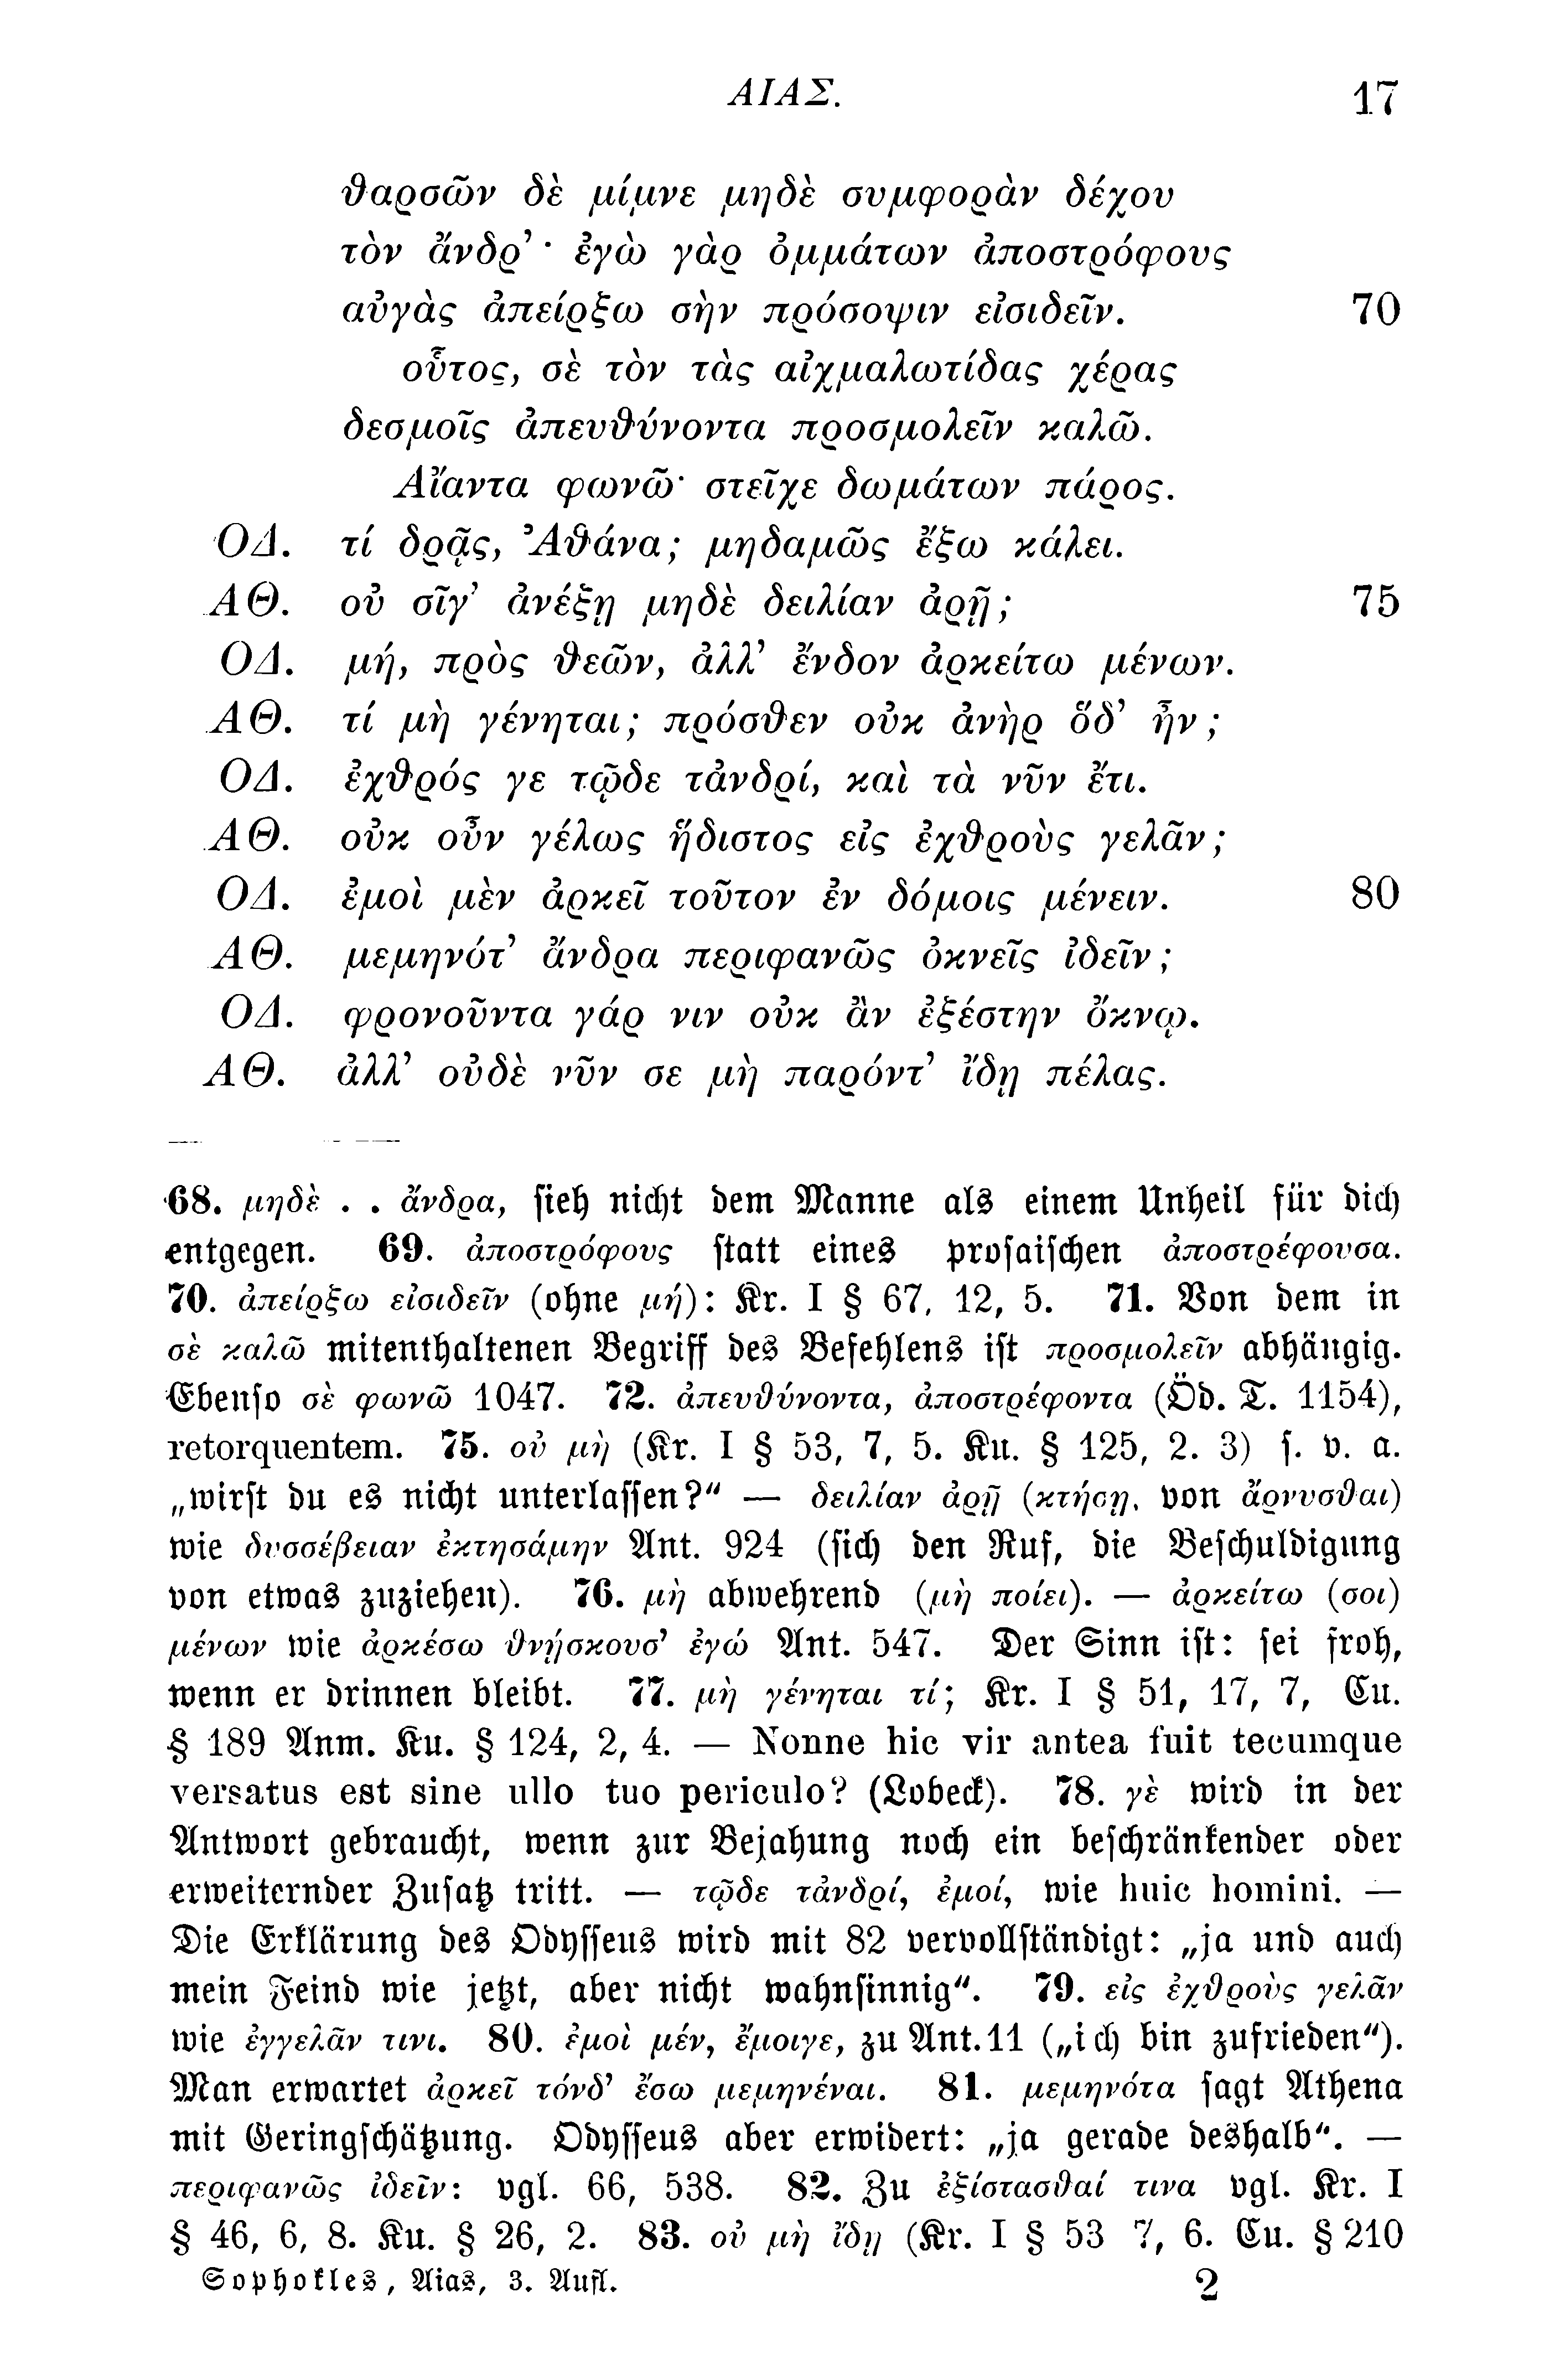 ΑΙΑΣ. 17
θαρσῶν δὲ μίμνε μηδὲ συμφορὰν δέχου
τὸν ἄνδρ’· ἐγὼ γὰρ ὀμμάτων ἀποστρόφους
αὐγὰς ἀπείρξω σὴν πρόσοψιν εἰσιδεῖν. 70
οὗτος, σὲ τὸν τὰς αἰχμαλωτίδας χέρας
δεσμοῖς ἀπευθύνοντα προσμολεῖν καλῶ.
Αἴαντα φωνῶ· στεῖχε δωμάτων πάρος.
ΟΔ. τί δρᾷς, Ἀθάνα; μηδαμῶς ἔξω κάλει.
ΑΘ. οὐ σῖγ’ ἀνέξῃ μηδὲ δειλίαν ἀρῇ; 75
ΟΔ. μή, πρὸς θεῶν, ἀλλ’ ἔνδον ἀρκείτω μένων.
ΑΘ. τί μὴ γένηται; πρόσθεν οὐκ ἀνὴρ ὅδ’ ἦν;
ΟΔ. ἐχθρός γε τῷδε τἀνδρί, καὶ τὰ νῦν ἔτι.
ΑΘ. οὐκ οὖν γέλως ἥδιστος εἰς ἐχθροὺς γελᾶν;
ΟΔ. ἐμοὶ μὲν ἀρκεῖ τοῦτον ἐν δόμοις μένειν. 80
ΑΘ. μεμηνότ’ ἄνδρα περιφανῶς ὀκνεῖς ἰδεῖν;
ΟΔ. φρονοῦντα γάρ νιν οὐκ ἂν ἐξέστην ὄκνῳ.
ΑΘ. ἀλλ’ οὐδὲ νῦν σε μὴ παρόντ’ ἴδῃ πέλας.
68. μηδὲ . . ἄνδρα, sieh nicht dem Manne als einem Unheil für dich
entgegen. 69. ἀποστρόφους statt eines prosaischen ἀποστρέφουσα.
70. ἀπείρξω εἰσιδεῖν (ohne μή): Kr. I § 67, 12, 5. 71. Von dem in
σὲ καλῶ mitenthaltenen Begriff des Befehlens ist προσμολεῖν abhängig.
Ebenso σὲ φωνῶ 1047. 72. ἀπευθύνοντα, ἀποστρέφοντα (Öd. T. 1154),
retorquentem. 75. οὐ μὴ (Kr. I § 53, 7, 5. Ku. § 125, 2. 3) s. v. a.
„wirst du es nicht unterlassen?“ — δειλίαν ἀρῇ (κτήσῃ, von ἄρνυσθαι)
wie δυσσέβειαν ἐκτησάμην Ant. 924 (sich den Ruf, die Beschuldigung
von etwas zuziehen). 76. μὴ abwehrend (μὴ ποίει). — ἀρκείτω (σοι)
μένων wie ἀρκέσω θνῄσκουσ’ ἐγώ Ant. 547. Der Sinn ist: sei froh,
wenn er drinnen bleibt. 77. μὴ γένηται τί; Kr. I § 51, 17, 7, Cu.
§ 189 Anm. Ku. § 124, 2, 4. — Nonne hic vir antea fuit tecumque
versatus est sine ullo tuo periculo? (Lobeck). 78. γὲ wird in der
Antwort gebraucht, wenn zur Bejahung noch ein beschränkender oder
erweiternder Zusatz tritt. — τῷδε τἀνδρί, ἐμοί, wie huic homini. —
Die Erklärung des Odysseus wird mit 82 vervollständigt: „ja und auch
mein Feind wie jetzt, aber nicht wahnsinnig“. 79. εἰς ἐχθροὺς γελᾶν
wie ἐγγελᾶν τινι. 80. ἐμοὶ μέν, ἔμοιγε, zu Ant. 11 („ich bin zufrieden“).
Man erwartet ἀρκεῖ τόνδ’ ἔσω μεμηνέναι. 81. μεμηνότα sagt Athena
mit Geringschätzung. Odysseus aber erwidert: „ja gerade deshalb“. —
περιφανῶς ἰδεῖν: vgl. 66, 538. 82. Zu ἐξίστασθαί τινα vgl. Kr. I
§ 46, 6, 8. Ku. § 26, 2. 83. οὐ μὴ ἴδῃ (Kr. I § 53 7, 6. Cu. § 210
Sophokles, Aias, 3. Aufl. 2